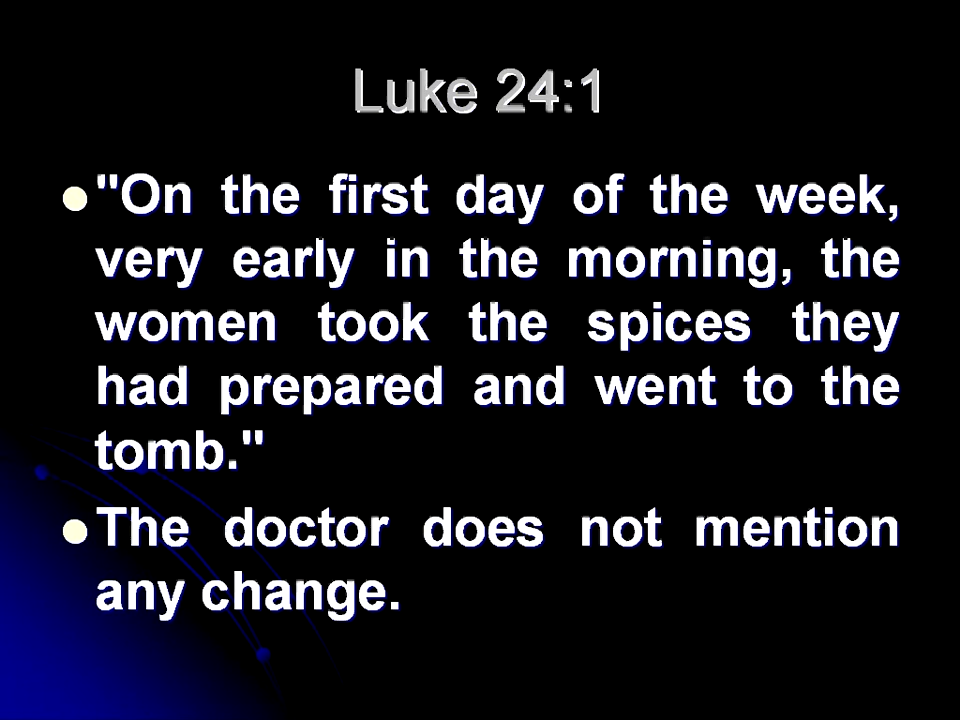 Luke 24:1
"On the first day of the week,
very early in the morning, the
women took the spices they
had prepared and went to the
tomb."
The doctor does not mention
any change.